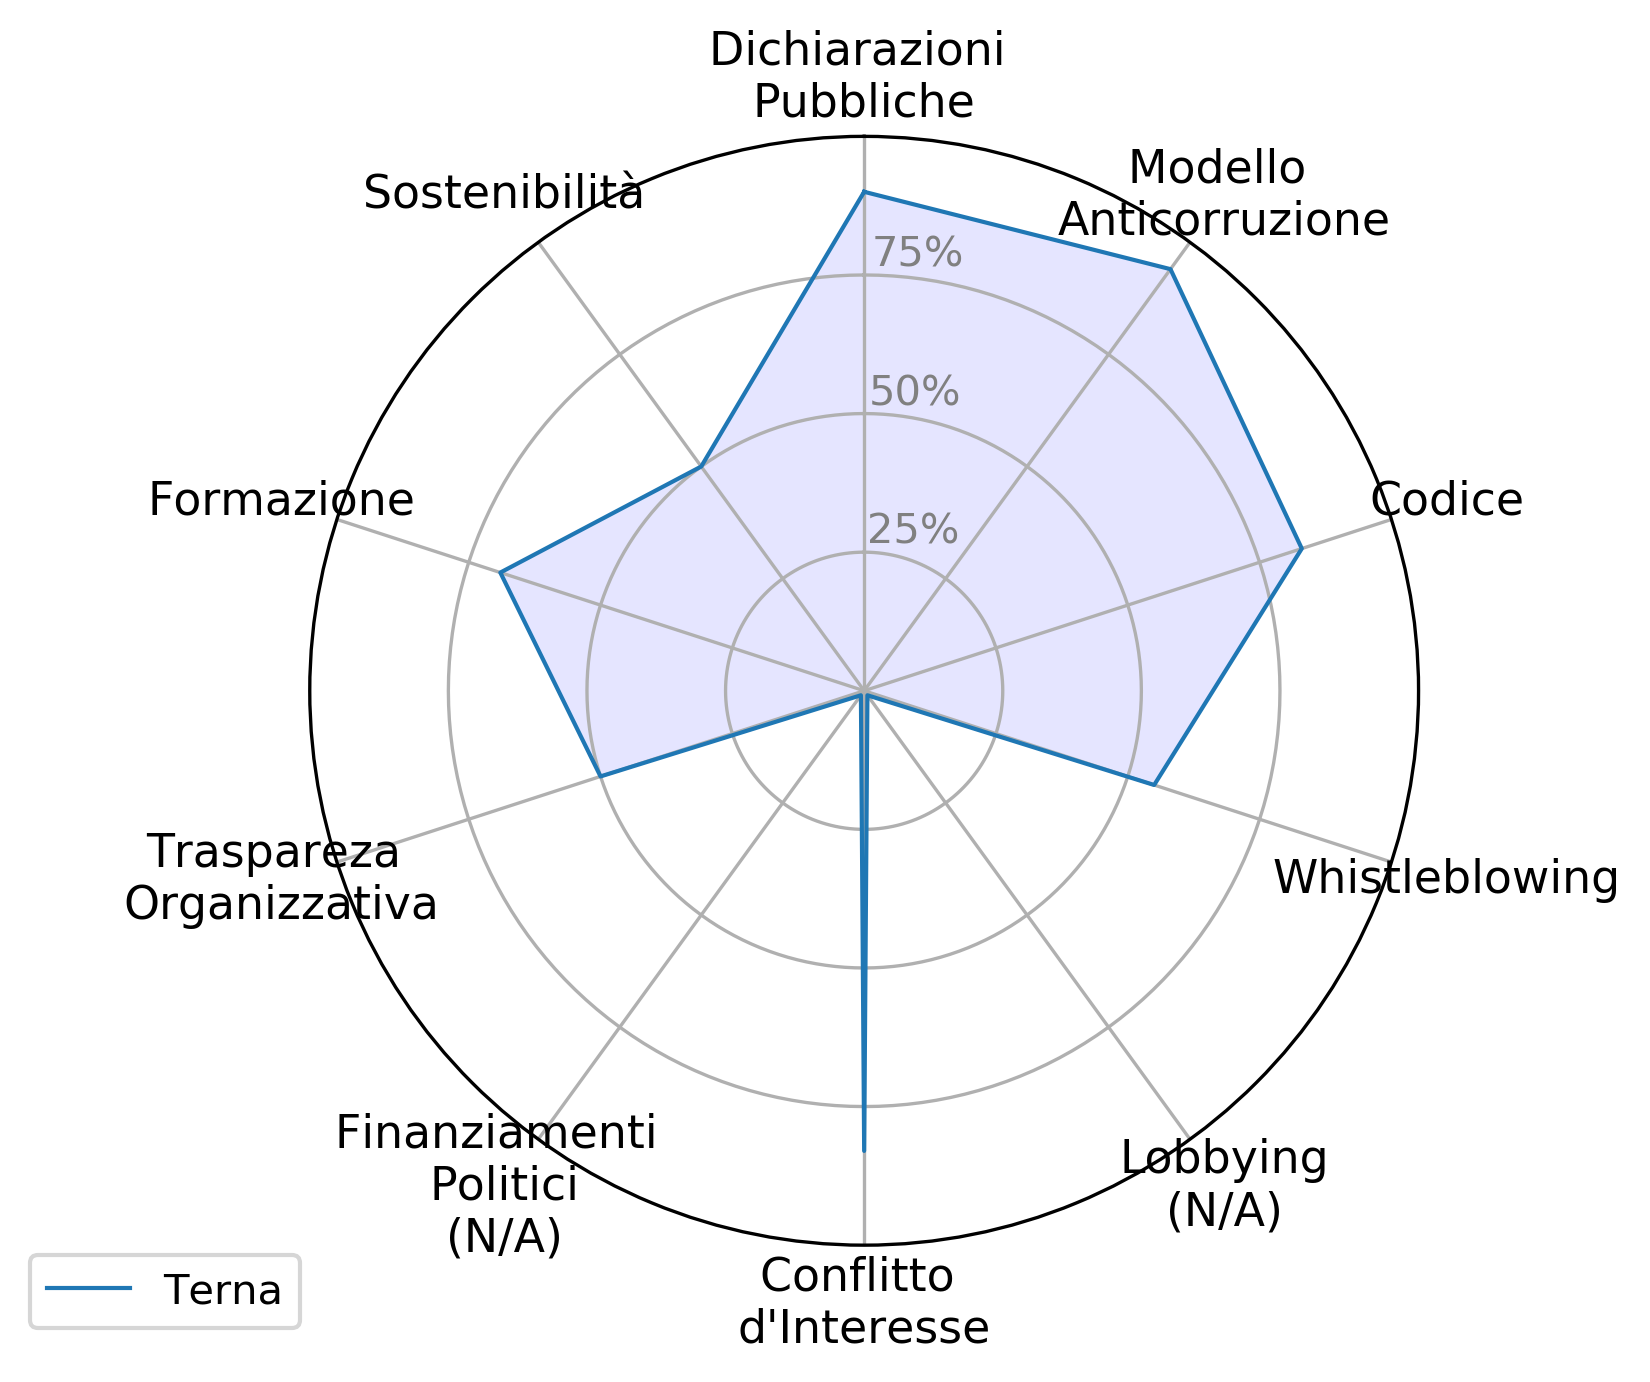 Dichiarazioni
Pubbliche
Modello
Anticorruzione
Sostenibilità
75%
50%
25%
Formazione
Codice
Traspareza
Organizzativa
Whistleblowing
Finanziamenti
Politici
(N/A)
Lobbying
(N/A)
Conflitto
d'Interesse
Terna